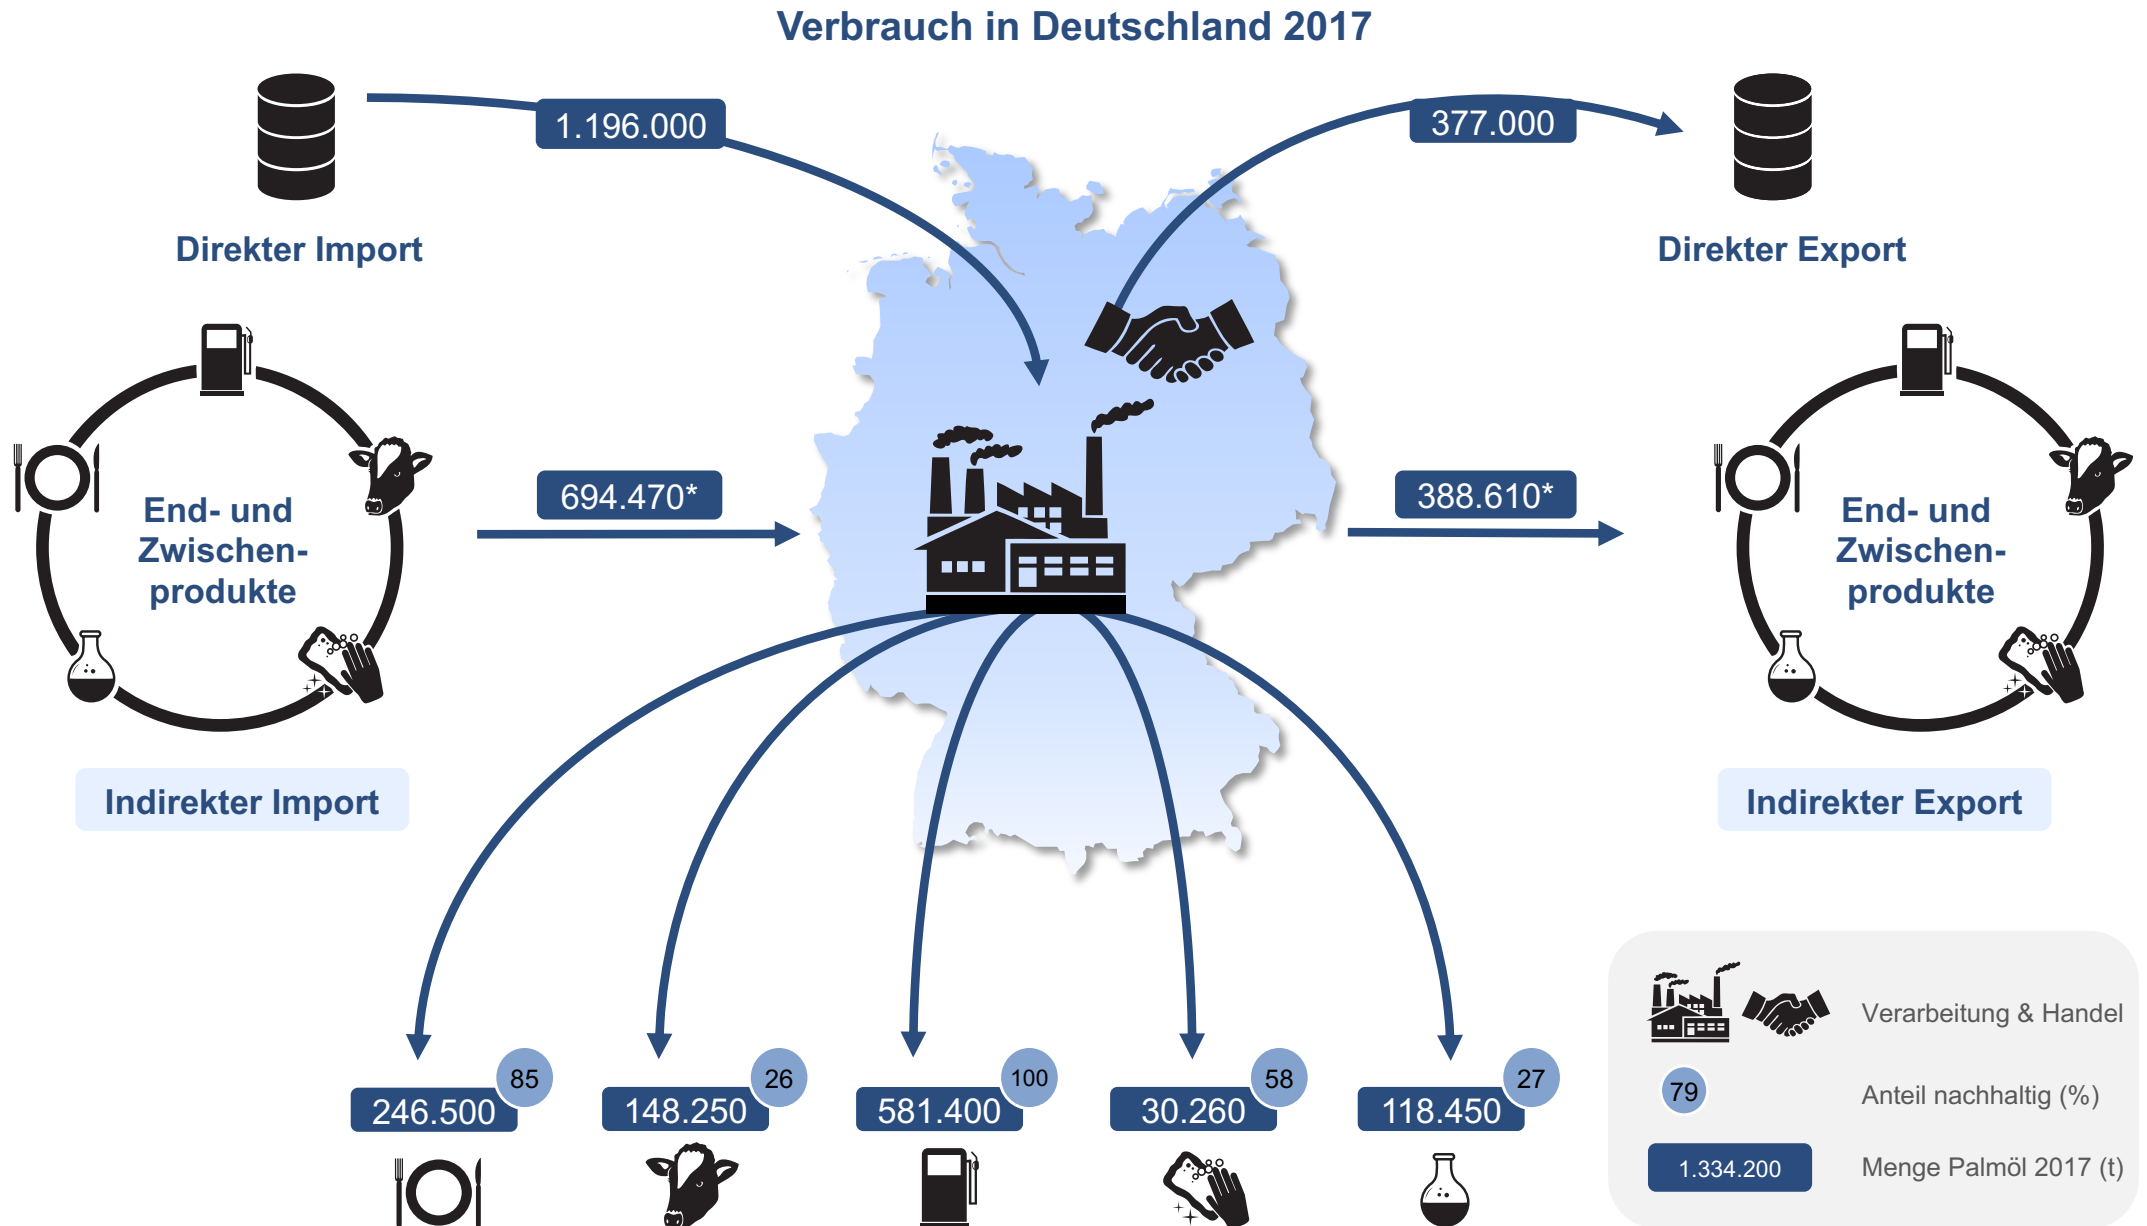 Verbrauch in Deutschland 2017
1.196.000
377.000
Direkter Import
Direkter Export
694.470*
388.610*
End- und
Zwischen-
produkte
End- und
Zwischen-
produkte
Indirekter Import
Indirekter Export
85
26
100
58
27
246.500
148.250
581.400
30.260
118.450
Verarbeitung & Handel
79
Anteil nachhaltig (%)
1.334.200
Menge Palmöl 2017 (t)